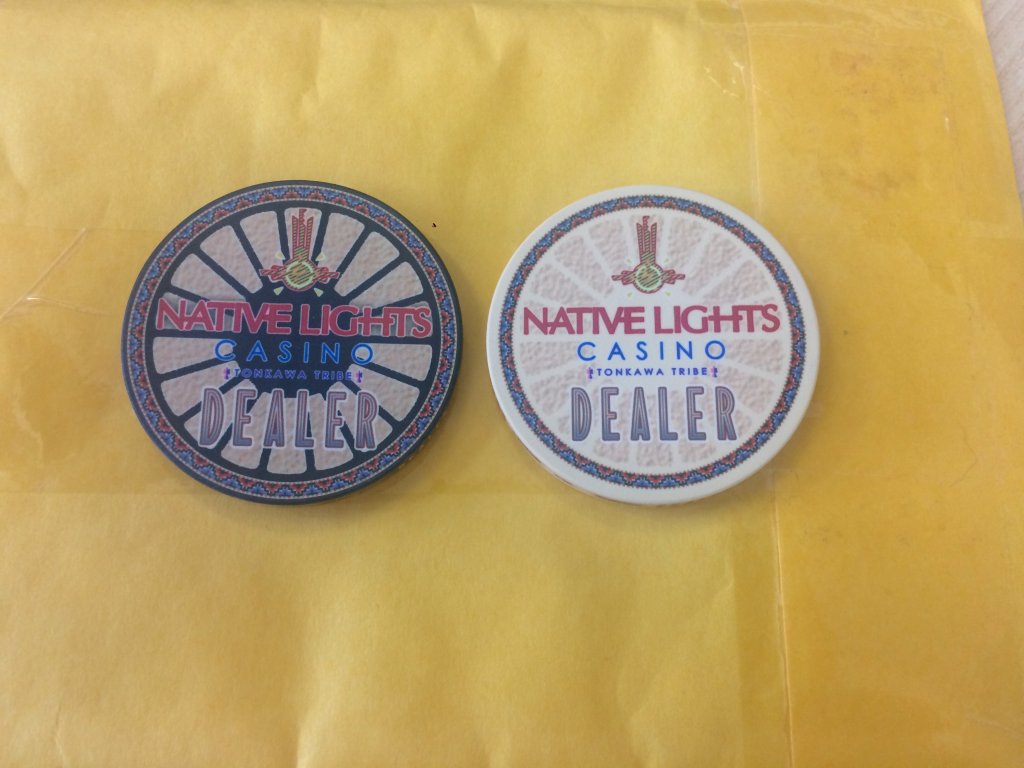 NATIVE LIGHTS
CASINO
TONKAWA TRIBE
DEALER
NATIVE LIGHTS
CASINO
TONKAWA TRIBE
DEALER